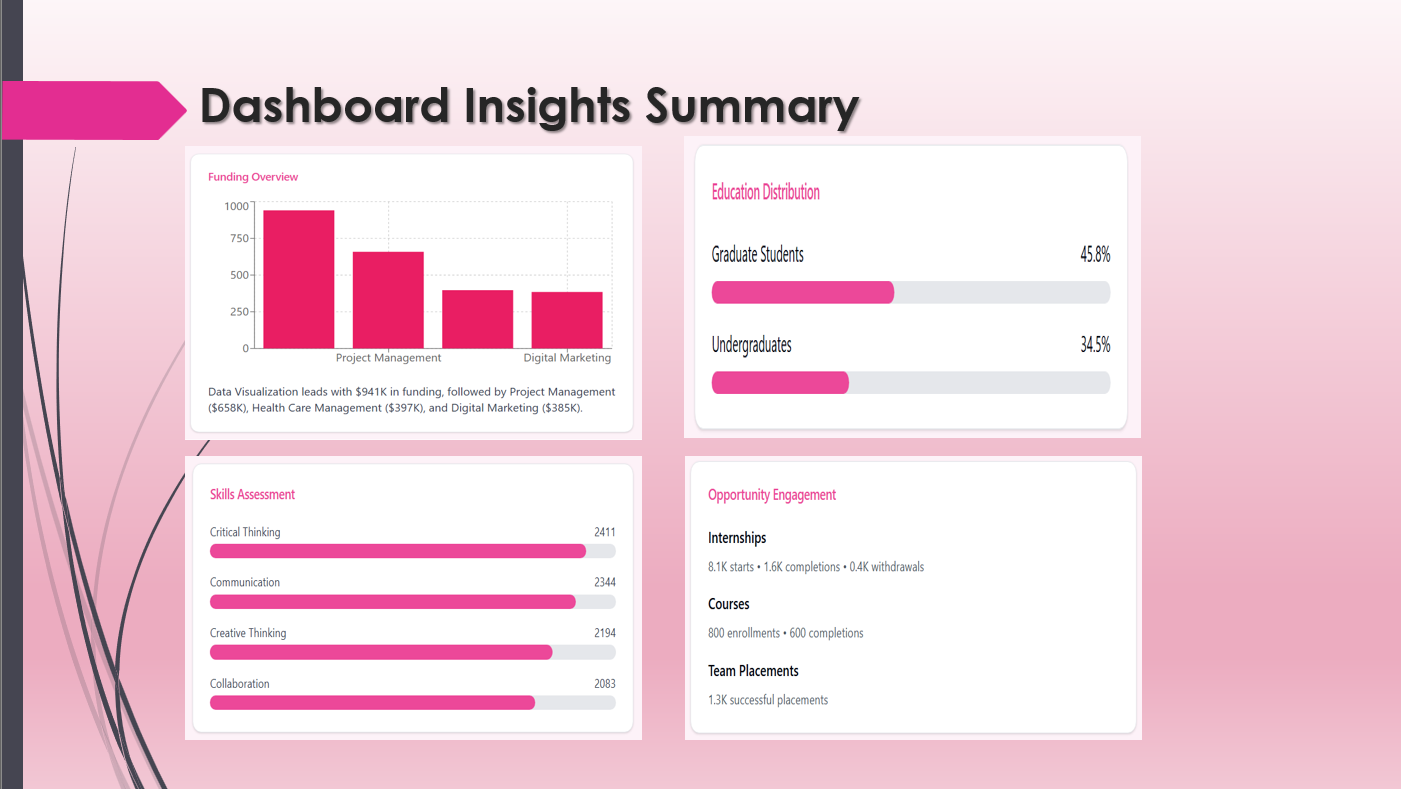 Dashboard Insights Summary
Funding Overview
1000
750
500
250
0
Project Management
Digital Marketing
Data Visualization leads with $941K in funding, followed by Project Management
($658K), Health Care Management ($397K), and Digital Marketing ($385K).
Education Distribution
Graduate Students 45.8%
Undergraduates 34.5%
Skills Assessment
Critical Thinking 2411
Communication 2344
Creative Thinking 2194
Collaboration 2083
Opportunity Engagement
Internships
8.1K starts • 1.6K completions • 0.4K withdrawals
Courses
800 enrollments • 600 completions
Team Placements
1.3K successful placements